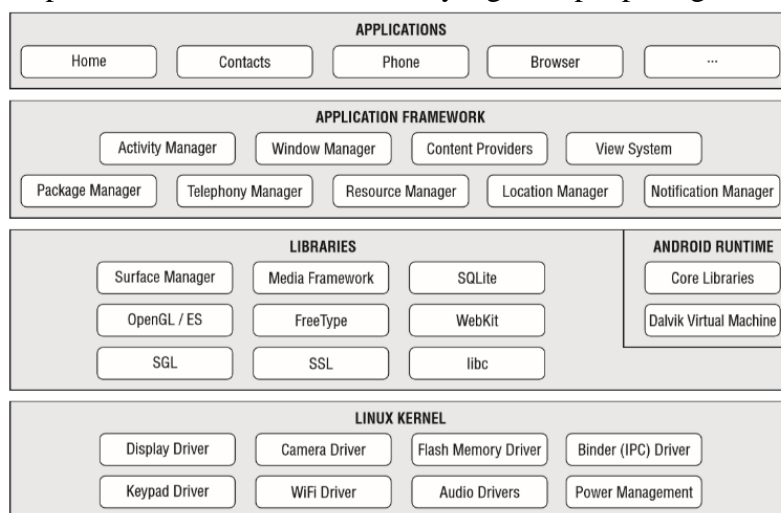 APPLICATIONS
Home Contacts Phone Browser ...
APPLICATION FRAMEWORK
Activity Manager Window Manager Content Providers View System
Package Manager Telephony Manager Resource Manager Location Manager Notification Manager
LIBRARIES
Surface Manager Media Framework SQLite
OpenGL / ES FreeType WebKit
SGL SSL libc
ANDROID RUNTIME
Core Libraries
Dalvik Virtual Machine
LINUX KERNEL
Display Driver Camera Driver Flash Memory Driver Binder (IPC) Driver
Keypad Driver WiFi Driver Audio Drivers Power Management